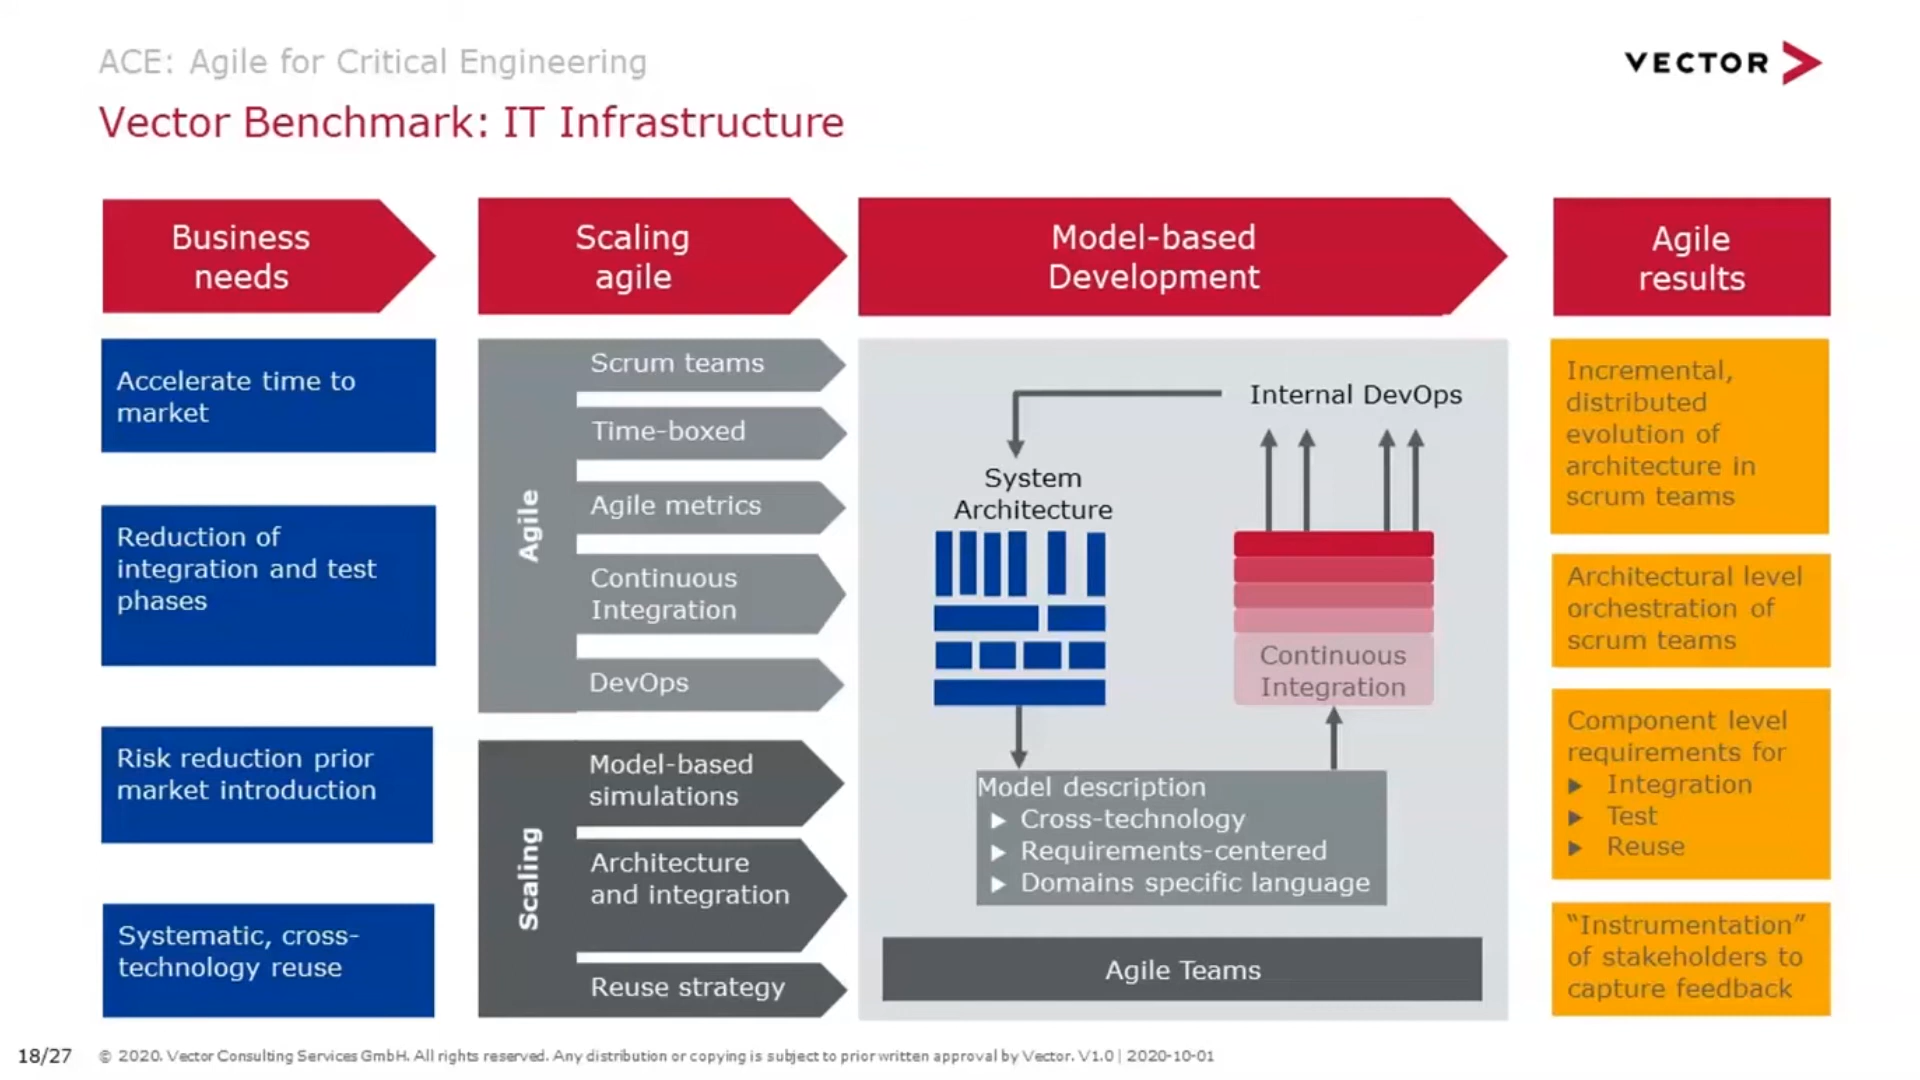 ACE: Agile for Critical Engineering
VECTOR
Vector Benchmark: IT Infrastructure
Business
needs
Scaling
agile
Model-based
Development
Agile
results
Accelerate time to
market
Reduction of
integration and test
phases
Risk reduction prior
market introduction
Systematic, cross-
technology reuse
Agile
Scrum teams
Time-boxed
Agile metrics
Continuous
Integration
DevOps
Scaling
Model-based
simulations
Architecture
and integration
Reuse strategy
Internal DevOps
System
Architecture
Continuous
Integration
Model description
▶ Cross-technology
▶ Requirements-centered
▶ Domains specific language
Agile Teams
Incremental,
distributed
evolution of
architecture in
scrum teams
Architectural level
orchestration of
scrum teams
Component level
requirements for
▶ Integration
▶ Test
▶ Reuse
“Instrumentation”
of stakeholders to
capture feedback
18/27
© 2020. Vector Consulting Services GmbH. All rights reserved. Any distribution or copying is subject to prior written approval by Vector. V1.0 | 2020-10-01